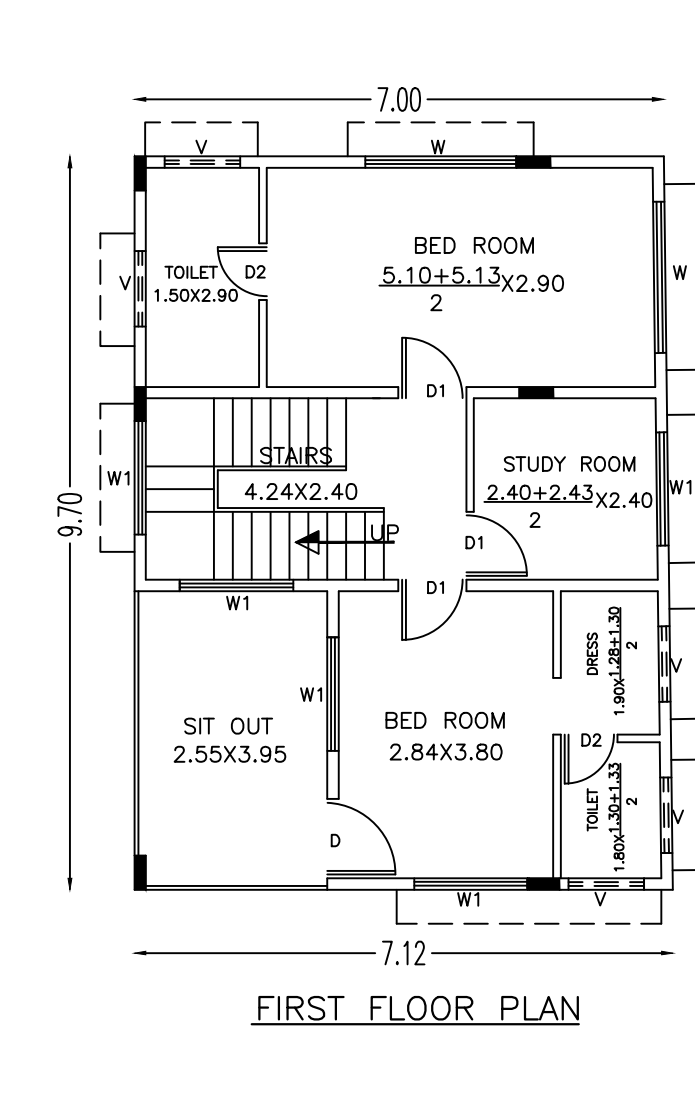 7.00
V
W
BED ROOM
5.10+5.13
X2.90
2
TOILET
1.50X2.90
D2
V
W
D1
STAIRS
4.24X2.40
W1
STUDY ROOM
2.40+2.43
X2.40
2
W1
9.70
UP
D1
D1
W1
DRESS
1.90X
1.28+1.30
2
V
W1
SIT OUT
2.55X3.95
BED ROOM
2.84X3.80
D2
TOILET
1.80X
1.30+1.33
2
V
D
W1
V
7.12
FIRST FLOOR PLAN